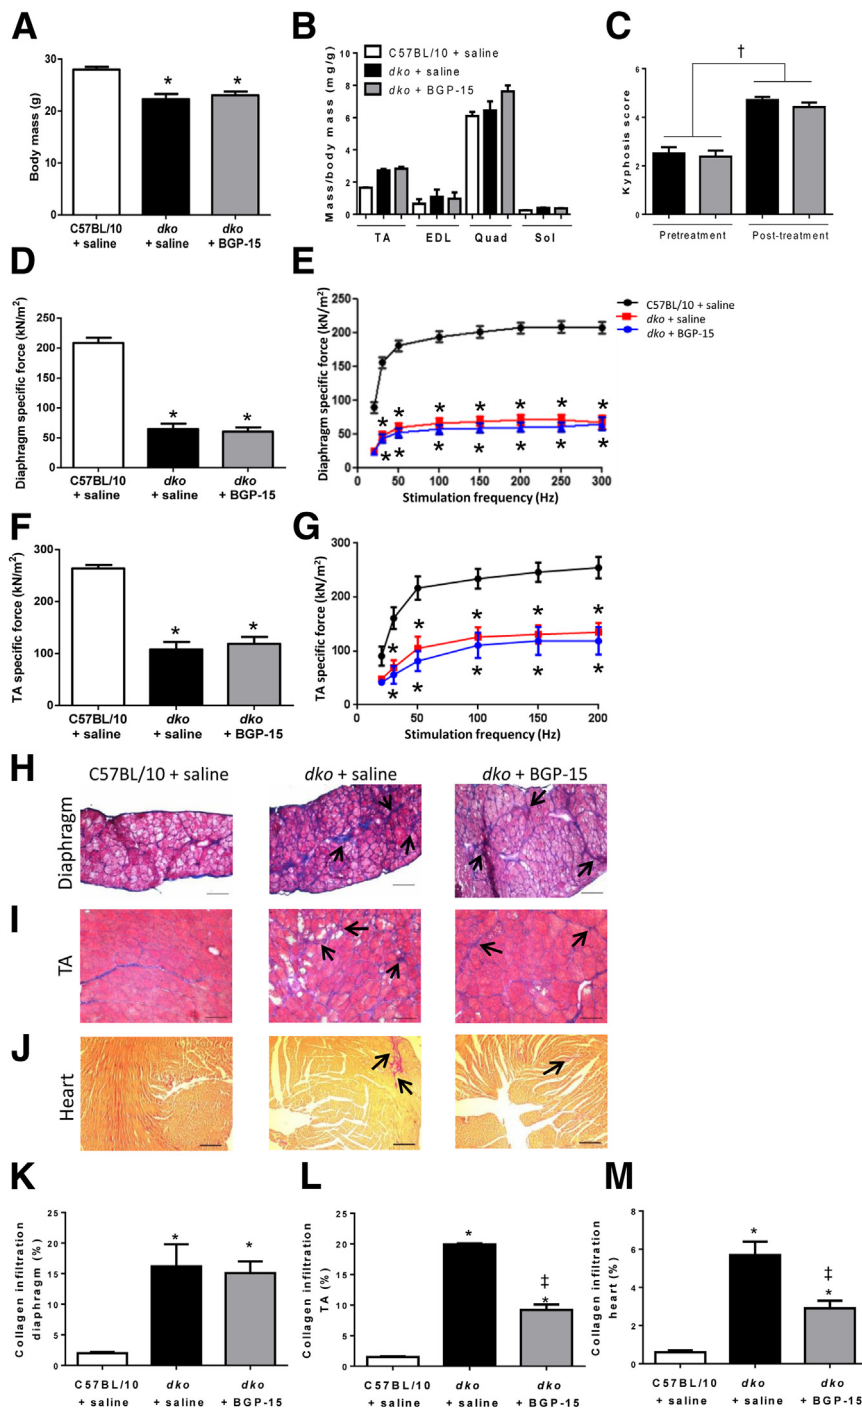 A
Body mass (g)
30
20
10
0
* *
C57BL/10 + saline
dko + saline
dko + BGP-15
B
Mass/body mass (mg/g)
10
8
6
4
2
0
C57BL/10 + saline
dko + saline
dko + BGP-15
TA EDL Quad Sol
C
Kyphosis score
6
4
2
0
†
Pretreatment Post-treatment
D
Diaphragm specific force (kN/m²)
250
200
150
100
50
0
* *
C57BL/10 + saline
dko + saline
dko + BGP-15
E
Diaphragm specific force (kN/m²)
250
200
150
100
50
0
C57BL/10 + saline
dko + saline
dko + BGP-15
* * * * * * *
* * * * * * *
0 50 100 150 200 250 300
Stimulation frequency (Hz)
F
TA specific force (kN/m²)
300
200
100
0
* *
C57BL/10 + saline
dko + saline
dko + BGP-15
G
TA specific force (kN/m²)
300
200
100
0
* * * * *
* * * * *
0 50 100 150 200
Stimulation frequency (Hz)
H
C57BL/10 + saline dko + saline dko + BGP-15
Diaphragm
I
TA
J
Heart
K
Collagen infiltration diaphragm (%)
25
20
15
10
5
0
* *
C57BL/10 + saline
dko + saline
dko + BGP-15
L
Collagen infiltration TA (%)
25
20
15
10
5
0
*
‡
*
C57BL/10 + saline
dko + saline
dko + BGP-15
M
Collagen infiltration heart (%)
8
6
4
2
0
*
‡
*
C57BL/10 + saline
dko + saline
dko + BGP-15